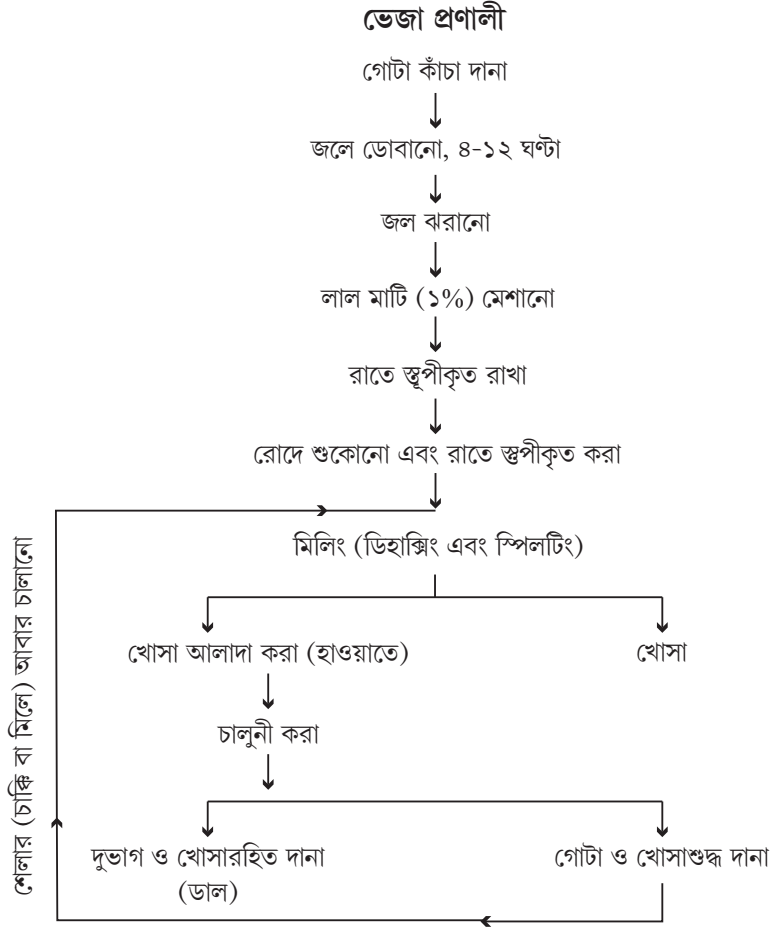 ভেজা প্রণালী
গোটা কাঁচা দানা
জলে ডোবানো, ৪-১২ ঘণ্টা
জল ঝরানো
লাল মাটি (১%) মেশানো
রাতে স্তূপীকৃত রাখা
রোদে শুকোনো এবং রাতে স্তুপীকৃত করা
মিলিং (ডিহাক্সিং এবং স্পিলটিং)
খোসা আলাদা করা (হাওয়াতে)
খোসা
চালুনী করা
দুভাগ ও খোসারহিত দানা
(ডাল)
গোটা ও খোসাশুদ্ধ দানা
শেলার (চাক্কি বা মিলে) আবার চালানো